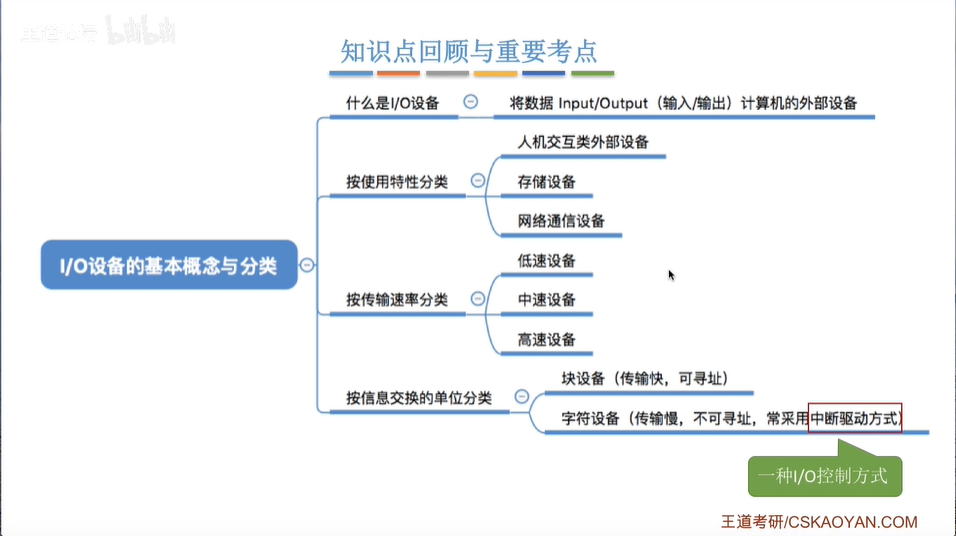 王道考研 bilibili
知识点回顾与重要考点
什么是I/O设备
将数据 Input/Output（输入/输出）计算机的外部设备
人机交互类外部设备
按使用特性分类
存储设备
网络通信设备
I/O设备的基本概念与分类
低速设备
按传输速率分类
中速设备
高速设备
块设备（传输快，可寻址）
按信息交换的单位分类
字符设备（传输慢，不可寻址，常采用中断驱动方式）
一种I/O控制方式
王道考研/CSKAOYAN.COM